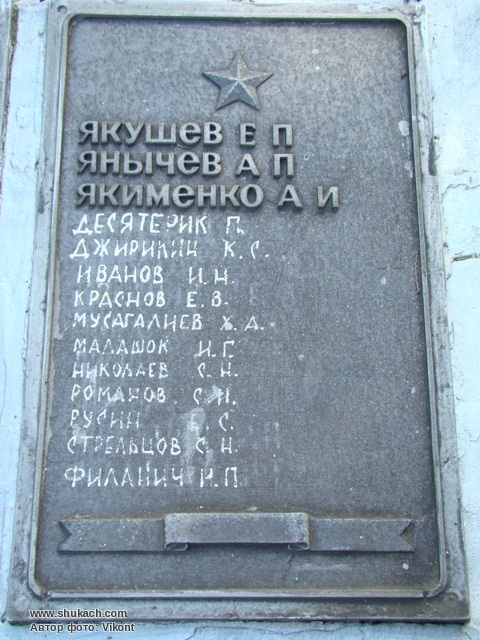 ЯКУШЕВ Е П
ЯНЫЧЕВ А П
ЯКИМЕНКО А И
ДЕСЯТЕРИК П.
ДЖИРИКИН К. С.
ИВАНОВ И. Н.
КРАСНОВ Е. В.
МУСАГАЛИЕВ Х. Д.
МАЛАШОК И. Г.
НИКОЛАЕВ С. Н.
РОМАНОВ С. Н.
РУСИН С.
СТРЕЛЬЦОВ С. Н.
ФИЛАНИЧ И. П.
www.shukach.com
Автор фото: Vikont